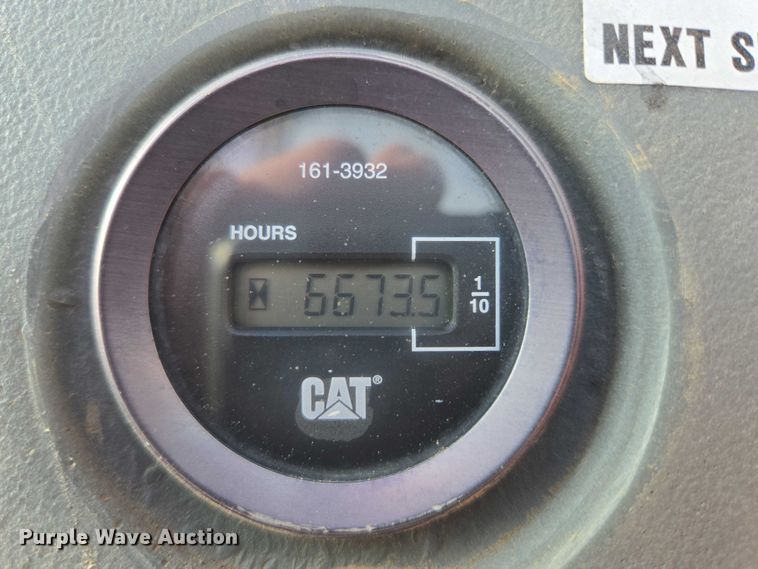 NEXT S
161-3932
HOURS
6673.5
1
10
CAT®
Purple Wave Auction